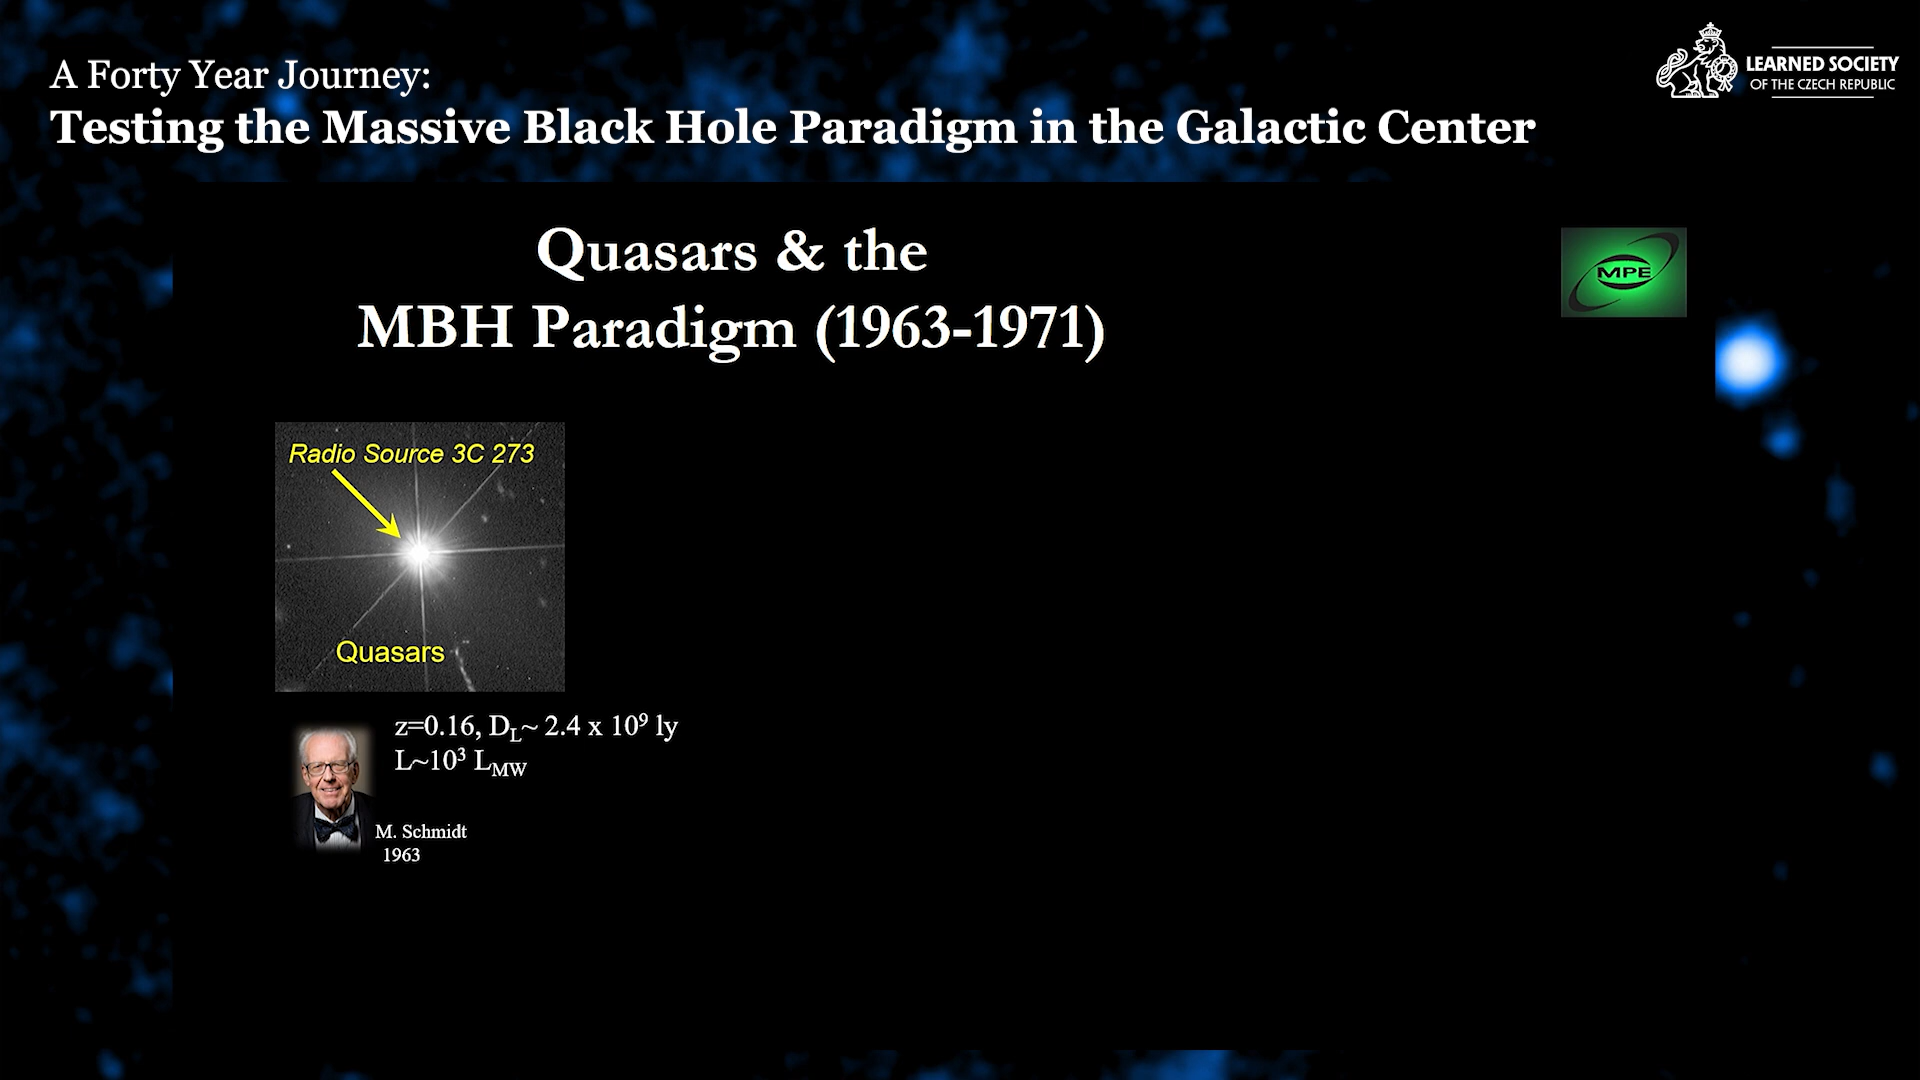 A Forty Year Journey:
Testing the Massive Black Hole Paradigm in the Galactic Center
LEARNED SOCIETY
OF THE CZECH REPUBLIC
Quasars & the
MBH Paradigm (1963-1971)
MPE
Radio Source 3C 273
Quasars
z=0.16, D_L~ 2.4 x 10⁹ ly
L~10³ L_MW
M. Schmidt
1963